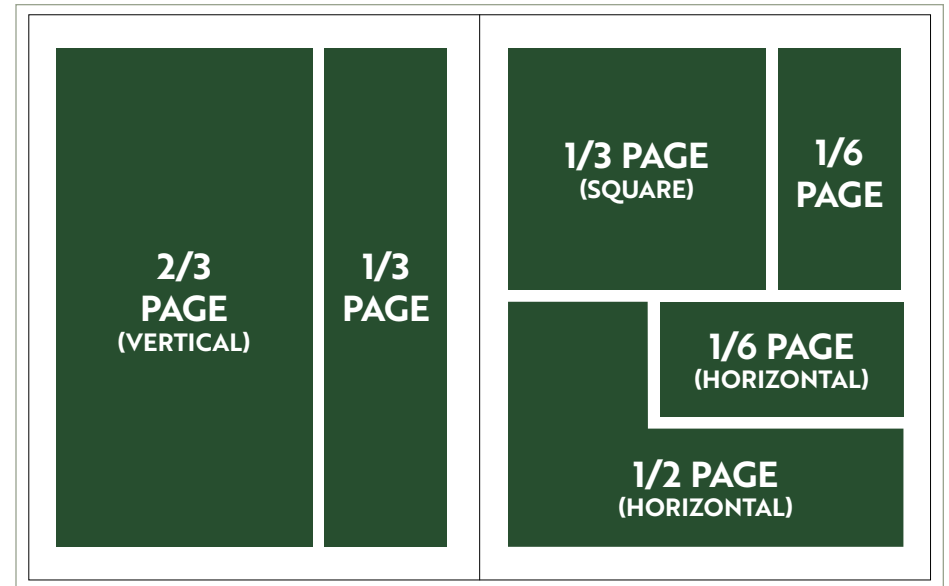 2/3
PAGE
(VERTICAL)
1/3
PAGE
1/3 PAGE
(SQUARE)
1/6
PAGE
1/6 PAGE
(HORIZONTAL)
1/2 PAGE
(HORIZONTAL)